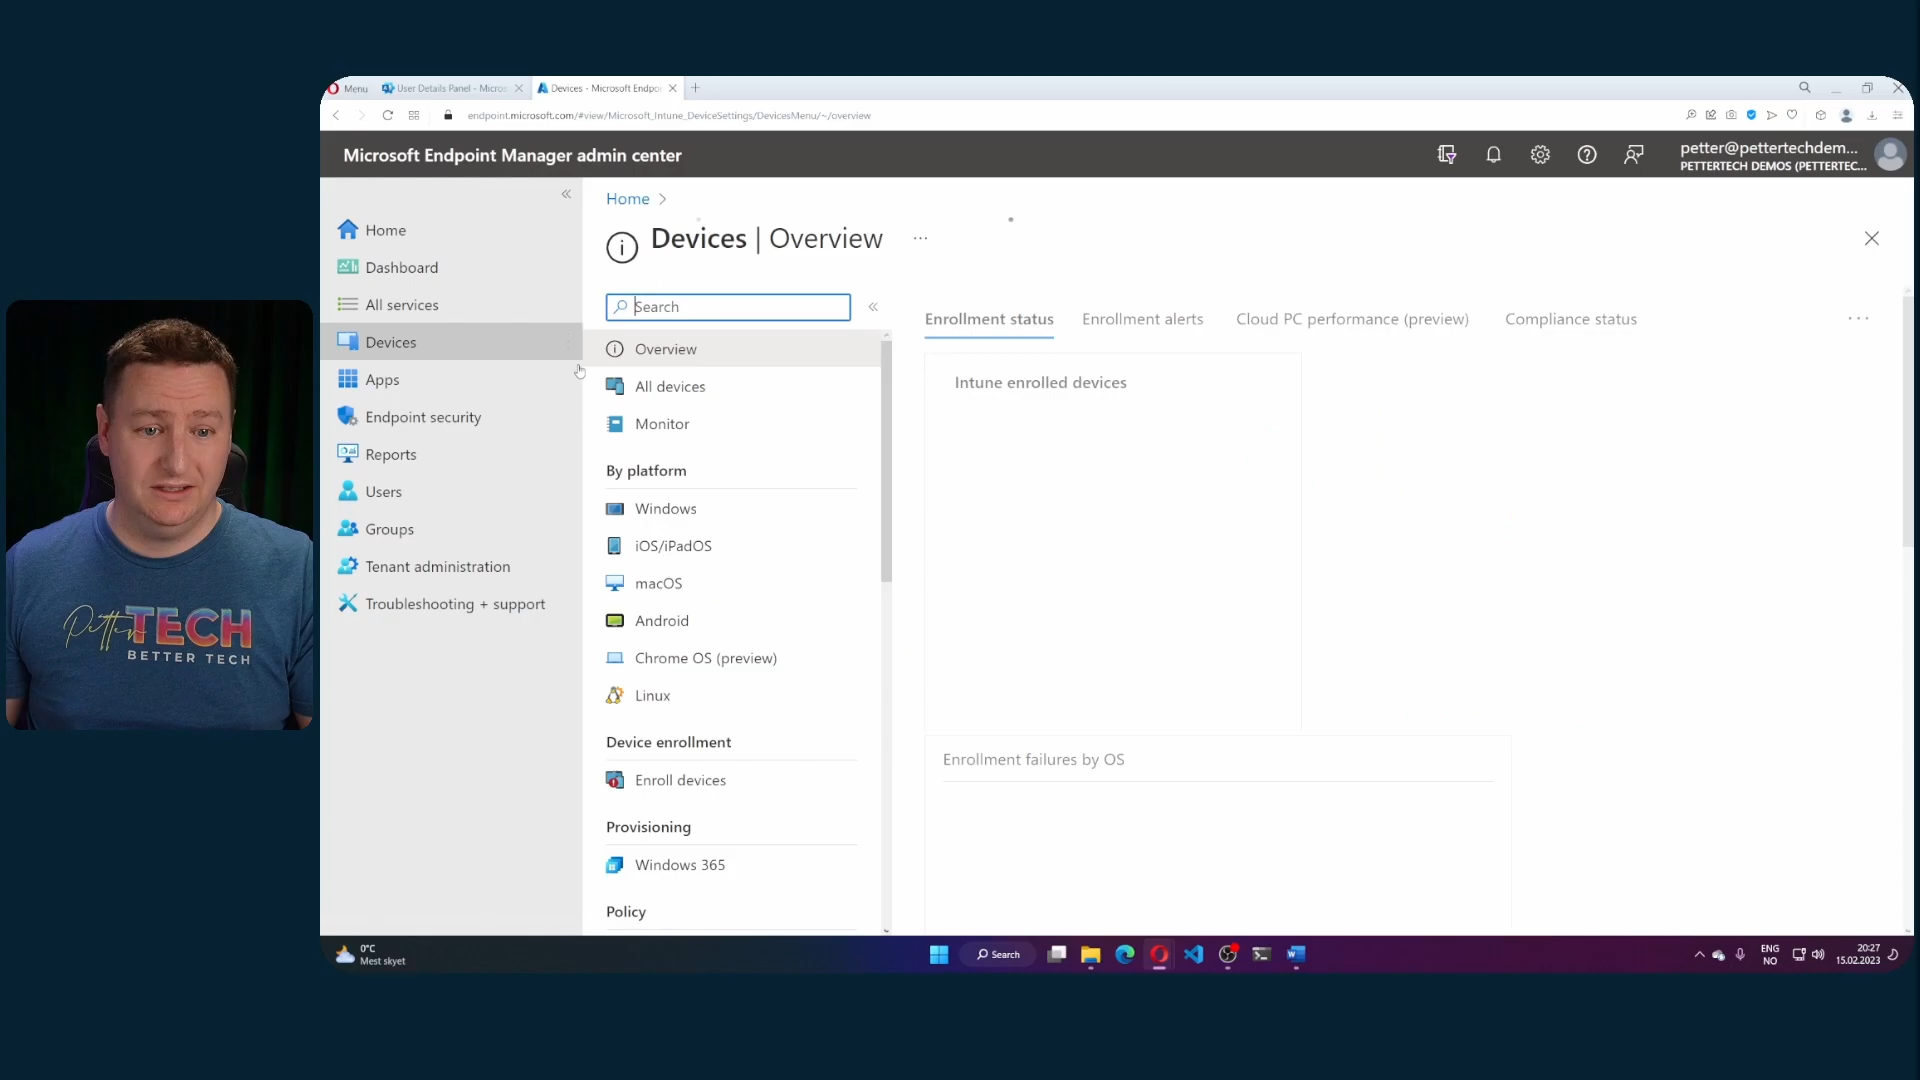 Menu
User Details Panel - Micros
Devices - Microsoft Endpo
endpoint.microsoft.com/#view/Microsoft_Intune_DeviceSettings/DevicesMenu/~/overview
Microsoft Endpoint Manager admin center
petter@pettertechdem...
PETTERTECH DEMOS (PETTERTEC...
Home
Dashboard
All services
Devices
Apps
Endpoint security
Reports
Users
Groups
Tenant administration
Troubleshooting + support
Home >
Devices | Overview
...
Search
Overview
All devices
Monitor
By platform
Windows
iOS/iPadOS
macOS
Android
Chrome OS (preview)
Linux
Device enrollment
Enroll devices
Provisioning
Windows 365
Policy
Enrollment status
Enrollment alerts
Cloud PC performance (preview)
Compliance status
...
Intune enrolled devices
Enrollment failures by OS
Petter TECH
BETTER TECH
0°C
Mest skyet
Search
ENG
NO
20:27
15.02.2023